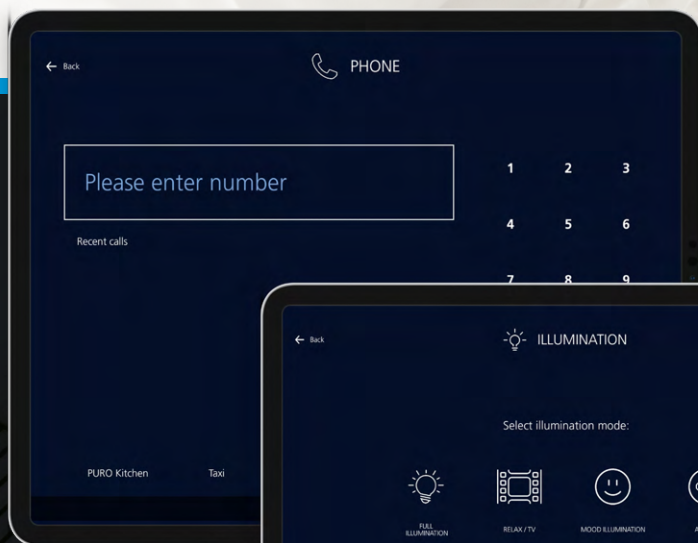 ← Back
PHONE
Please enter number
1 2 3
Recent calls
4 5 6
7 8 9
← Back
ILLUMINATION
Select illumination mode:
PURO Kitchen Taxi
FULL
ILLUMINATION
RELAX / TV
MOOD ILLUMINATION